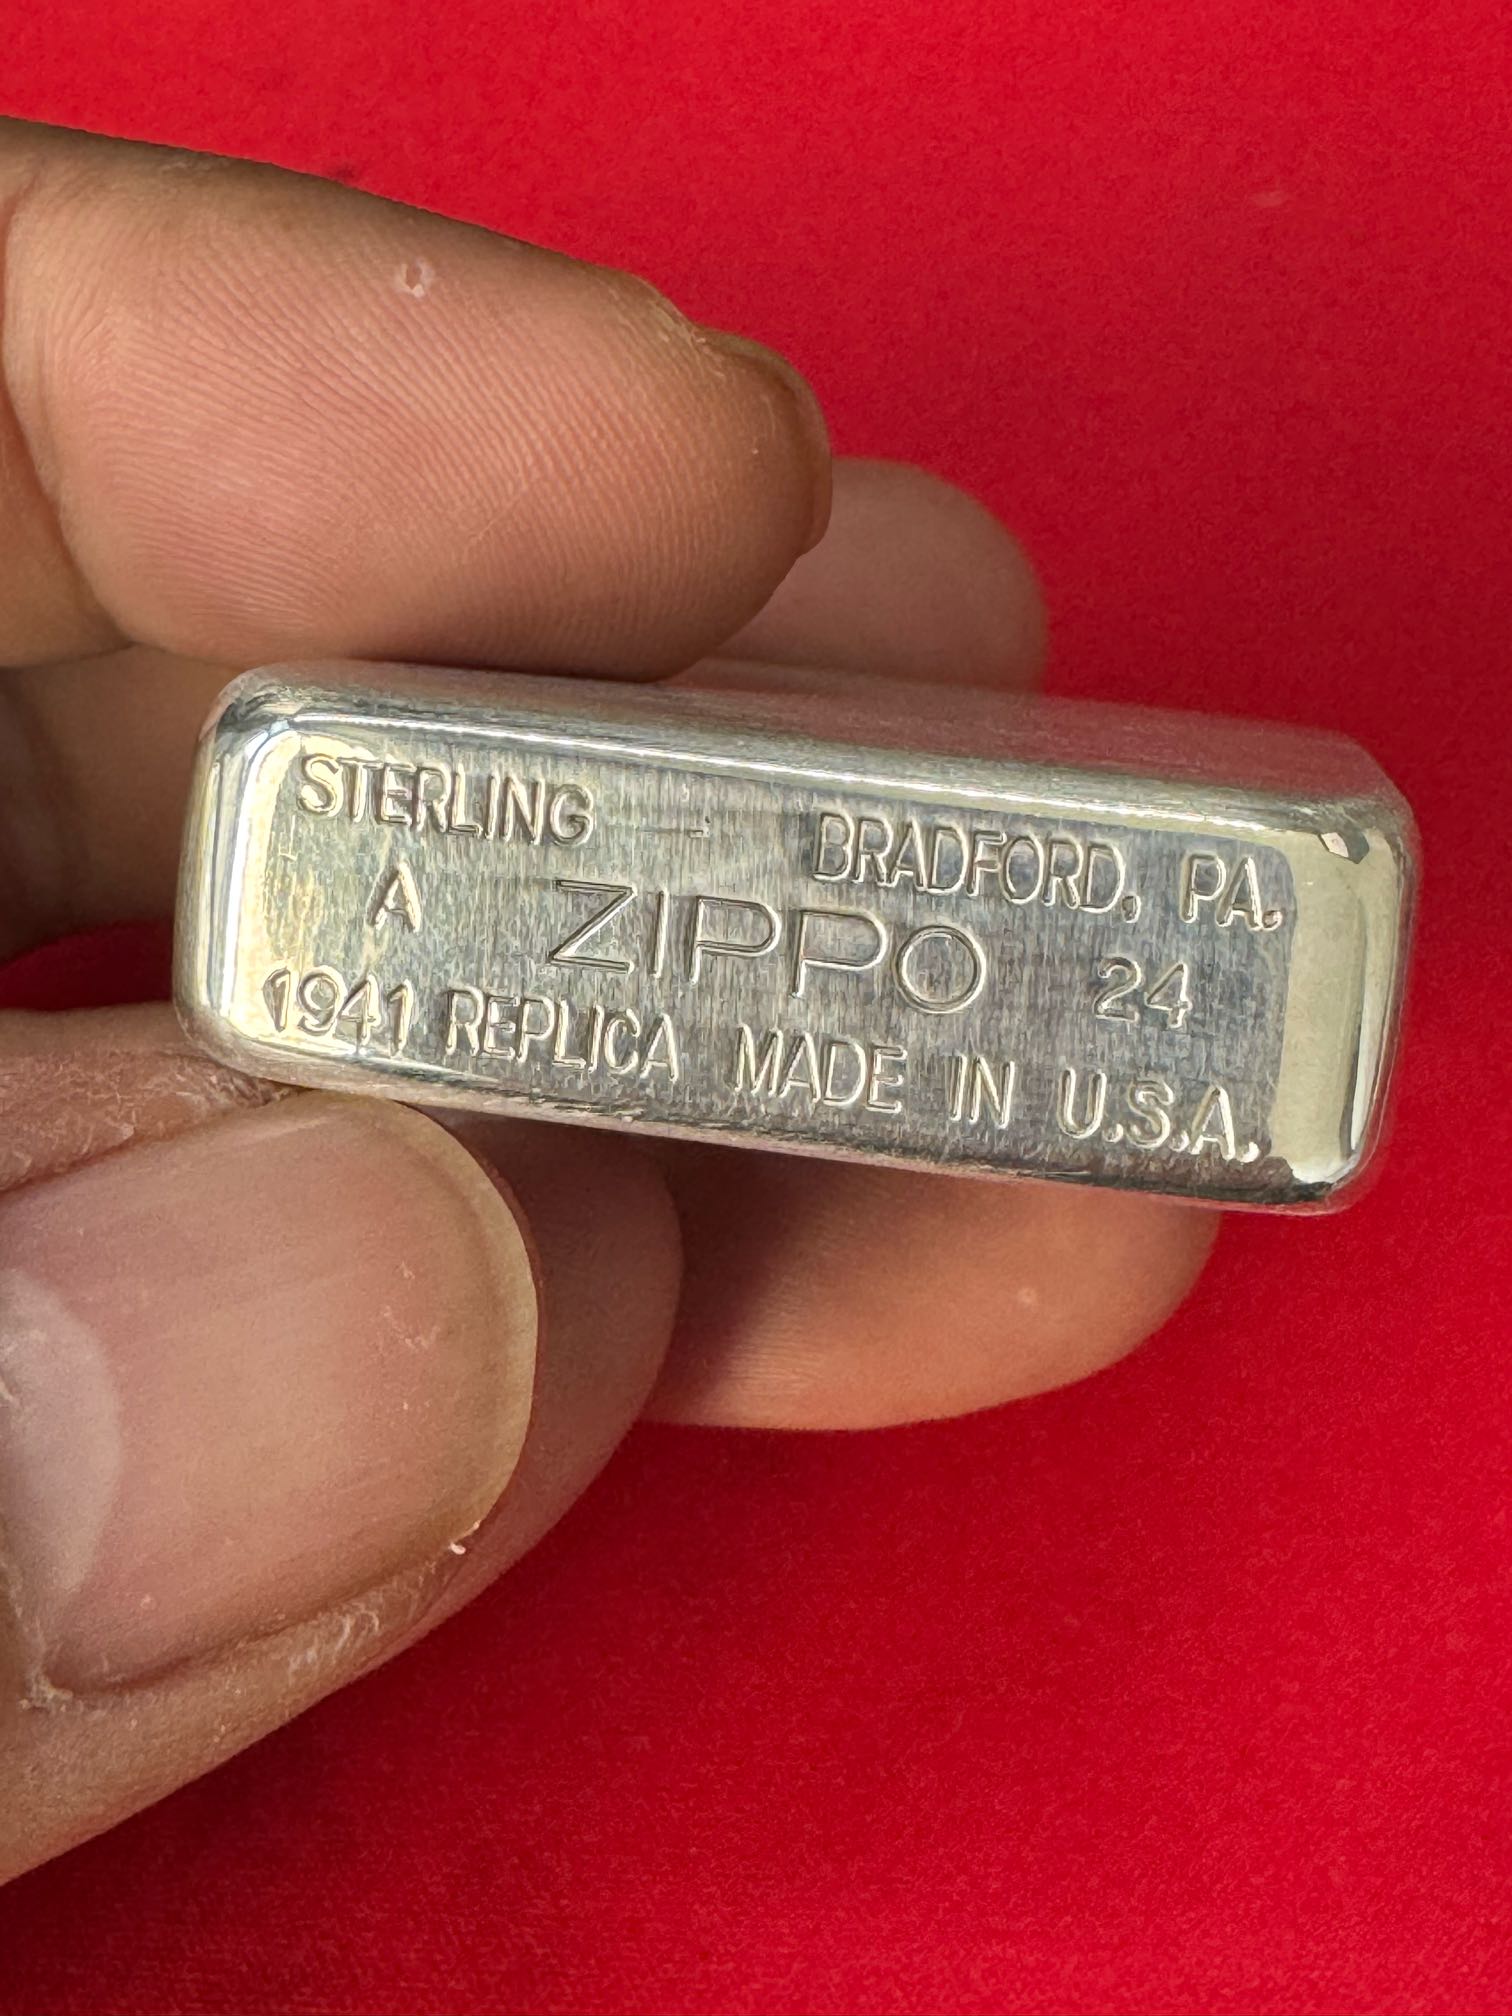 STERLING BRADFORD, PA.
A ZIPPO 24
1941 REPLICA MADE IN U.S.A.